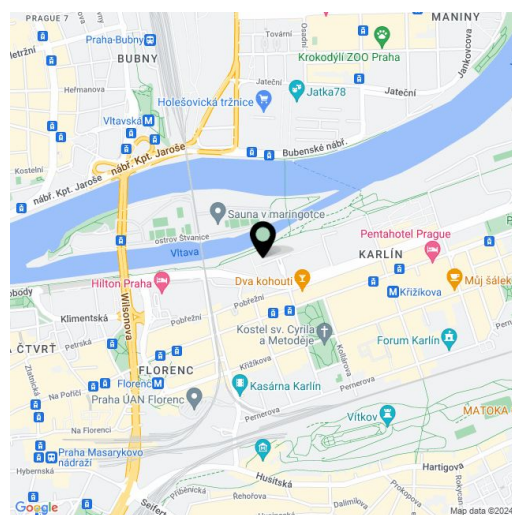 PRAGUE 7
MANINY
Praha-Bubny
BUBNY
Tovární
Osadní
Jankovcova
Krokodýlí ZOO Praha
Jateční
Heřmanova
Holešovická tržnice
Jatka78
Jateční
Vltavská
Kostelní
nábř. Kpt. Jaroše
nábř. Kpt. Jaroše
Bubenské nábř.
Sauna v maringotce
ostrov Štvanice
Vltava
Pentahotel Prague
KARLÍN
Hilton Praha
Dva kohouti
Křižíkova
Můj šálek
Wilsonova
Klimentská
Pobřežní
Pobřežní
Kostel sv. Cyrila
a Metoděje
Forum Karlín
Petrská
Křižíkova
Kollárova
Zlatnická
FLORENC
Florenc
Kasárna Karlín
Pernerova
Na Poříčí
Praha ÚAN Florenc
Pernerova
Vítkov
MATOKA
Na Florenci
Praha Masarykovo
nádraží
Husitská
Hartigova
Hybernská
Příběnická
Řehořova
Prokopova
Rokycan
Seifer
Dalimilova
Google
Map data ©2024